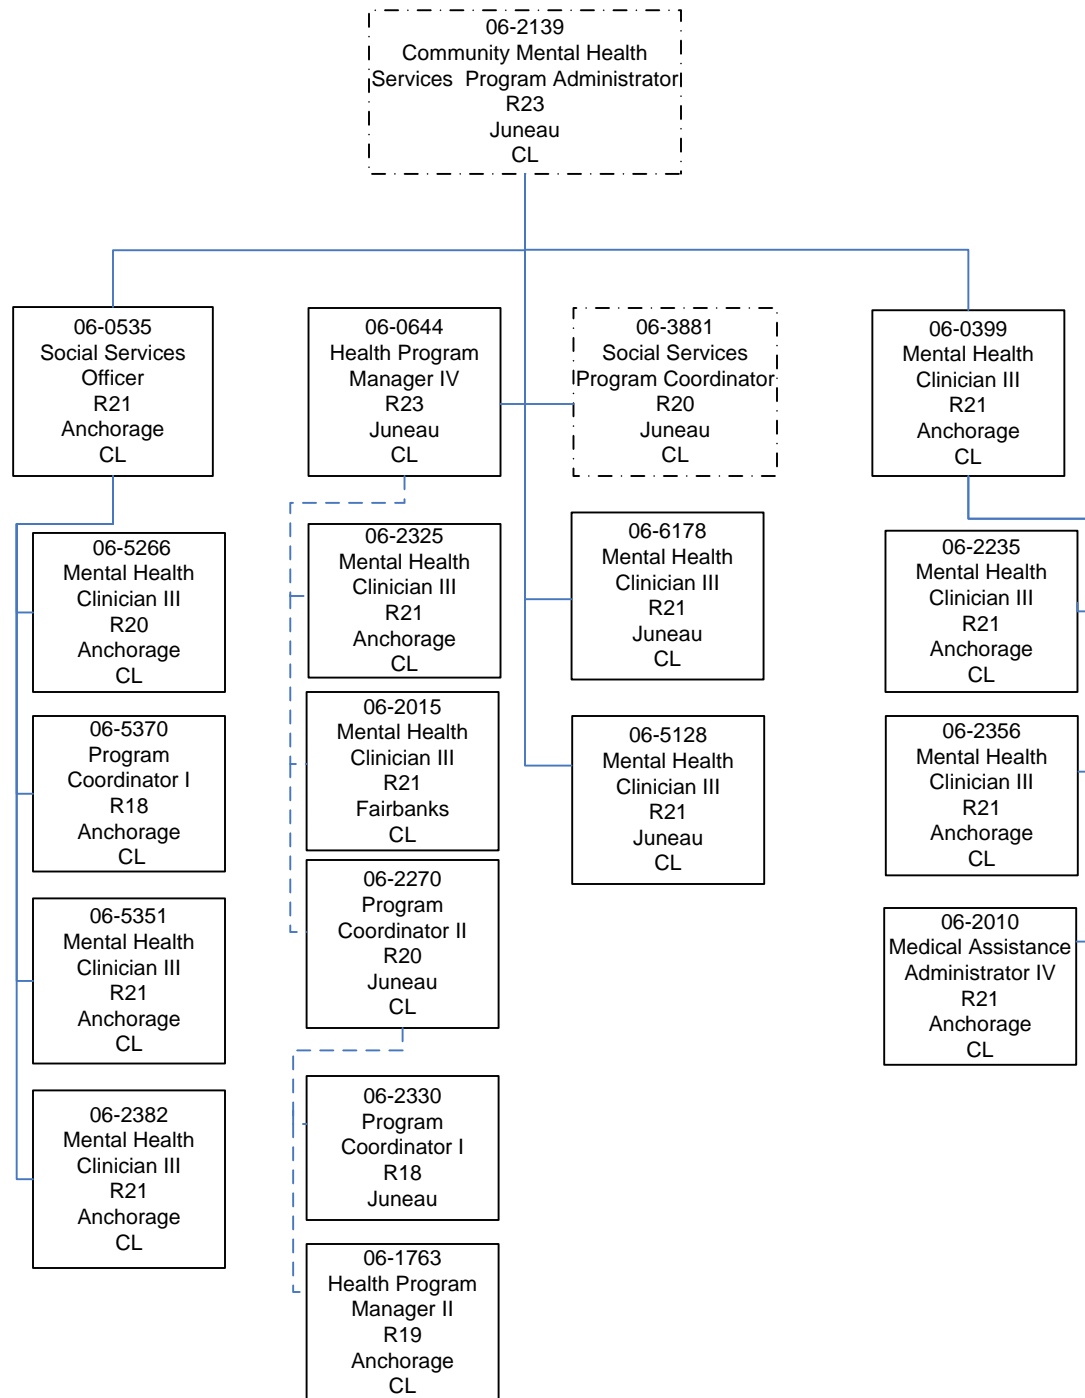 06-2139
Community Mental Health
Services Program Administrator
R23
Juneau
CL
06-0535
Social Services
Officer
R21
Anchorage
CL
06-0644
Health Program
Manager IV
R23
Juneau
CL
06-3881
Social Services
Program Coordinator
R20
Juneau
CL
06-0399
Mental Health
Clinician III
R21
Anchorage
CL
06-5266
Mental Health
Clinician III
R20
Anchorage
CL
06-2325
Mental Health
Clinician III
R21
Anchorage
CL
06-6178
Mental Health
Clinician III
R21
Juneau
CL
06-2235
Mental Health
Clinician III
R21
Anchorage
CL
06-5370
Program
Coordinator I
R18
Anchorage
CL
06-2015
Mental Health
Clinician III
R21
Fairbanks
CL
06-5128
Mental Health
Clinician III
R21
Juneau
CL
06-2356
Mental Health
Clinician III
R21
Anchorage
CL
06-5351
Mental Health
Clinician III
R21
Anchorage
CL
06-2270
Program
Coordinator II
R20
Juneau
CL
06-2010
Medical Assistance
Administrator IV
R21
Anchorage
CL
06-2382
Mental Health
Clinician III
R21
Anchorage
CL
06-2330
Program
Coordinator I
R18
Juneau
06-1763
Health Program
Manager II
R19
Anchorage
CL